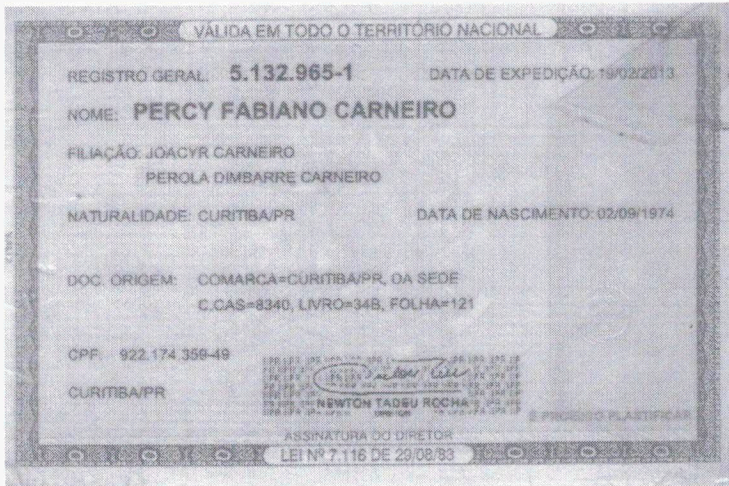 VÁLIDA EM TODO O TERRITÓRIO NACIONAL
REGISTRO GERAL: 5.132.965-1 DATA DE EXPEDIÇÃO: 19/02/2013
NOME: PERCY FABIANO CARNEIRO
FILIAÇÃO: JOACYR CARNEIRO
PEROLA DIMBARRE CARNEIRO
NATURALIDADE: CURITIBA/PR DATA DE NASCIMENTO: 02/09/1974
DOC. ORIGEM: COMARCA=CURITIBA/PR, DA SEDE
C.CAS=8340, LIVRO=34B, FOLHA=121
CPF: 922.174.359-49
CURITIBA/PR
NEWTON TADEU ROCHA
DIRETOR
É PROIBIDO PLASTIFICAR
ASSINATURA DO DIRETOR
LEI Nº 7.116 DE 29/08/83